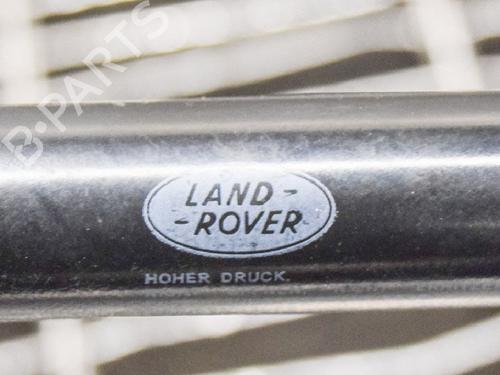 B-PARTS
LAND-
-ROVER
HOHER DRUCK.